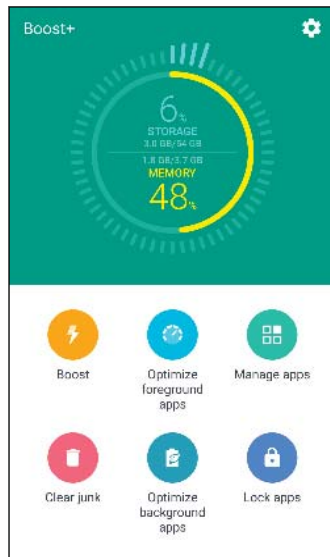 Boost+
6%
STORAGE
3.0 GB/54 GB
1.8 GB/3.7 GB
MEMORY
48%
Boost
Optimize
foreground
apps
Manage apps
Clear junk
Optimize
background
apps
Lock apps